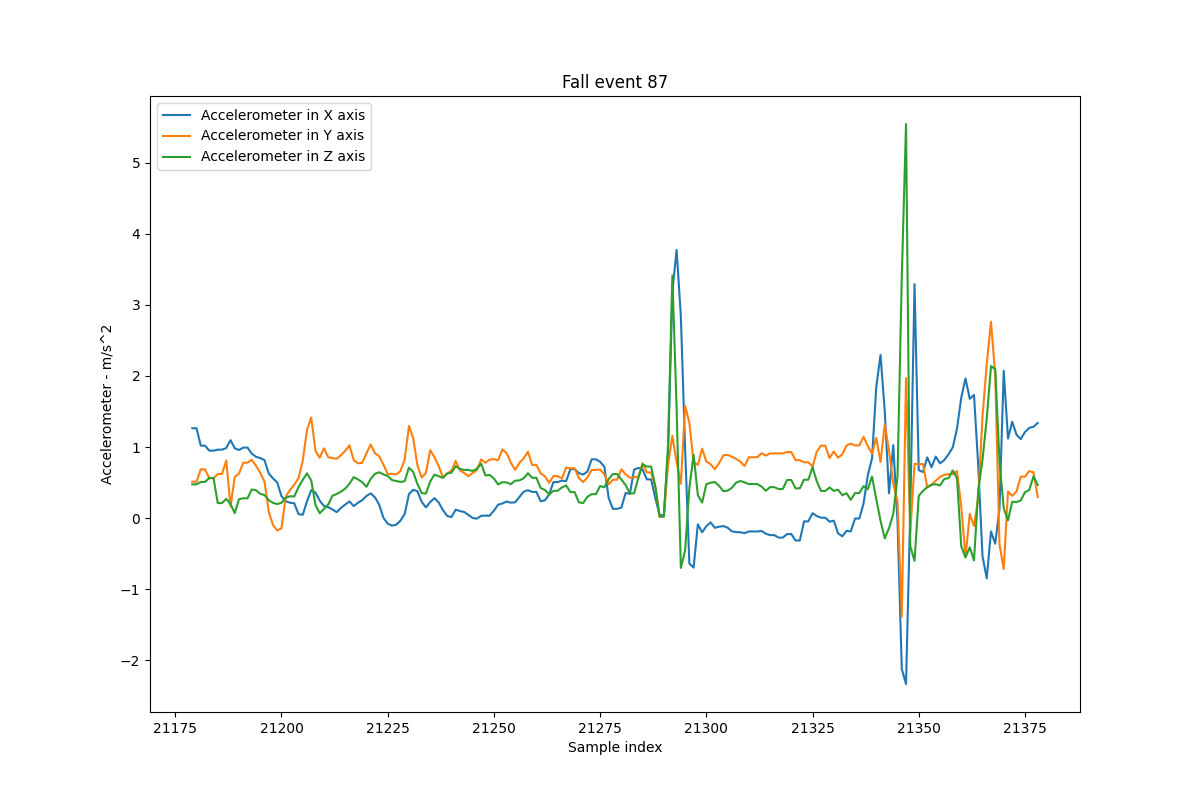 Fall event 87
Accelerometer in X axis
Accelerometer in Y axis
Accelerometer in Z axis
Accelerometer - m/s^2
5
4
3
2
1
0
−1
−2
21175 21200 21225 21250 21275 21300 21325 21350 21375
Sample index